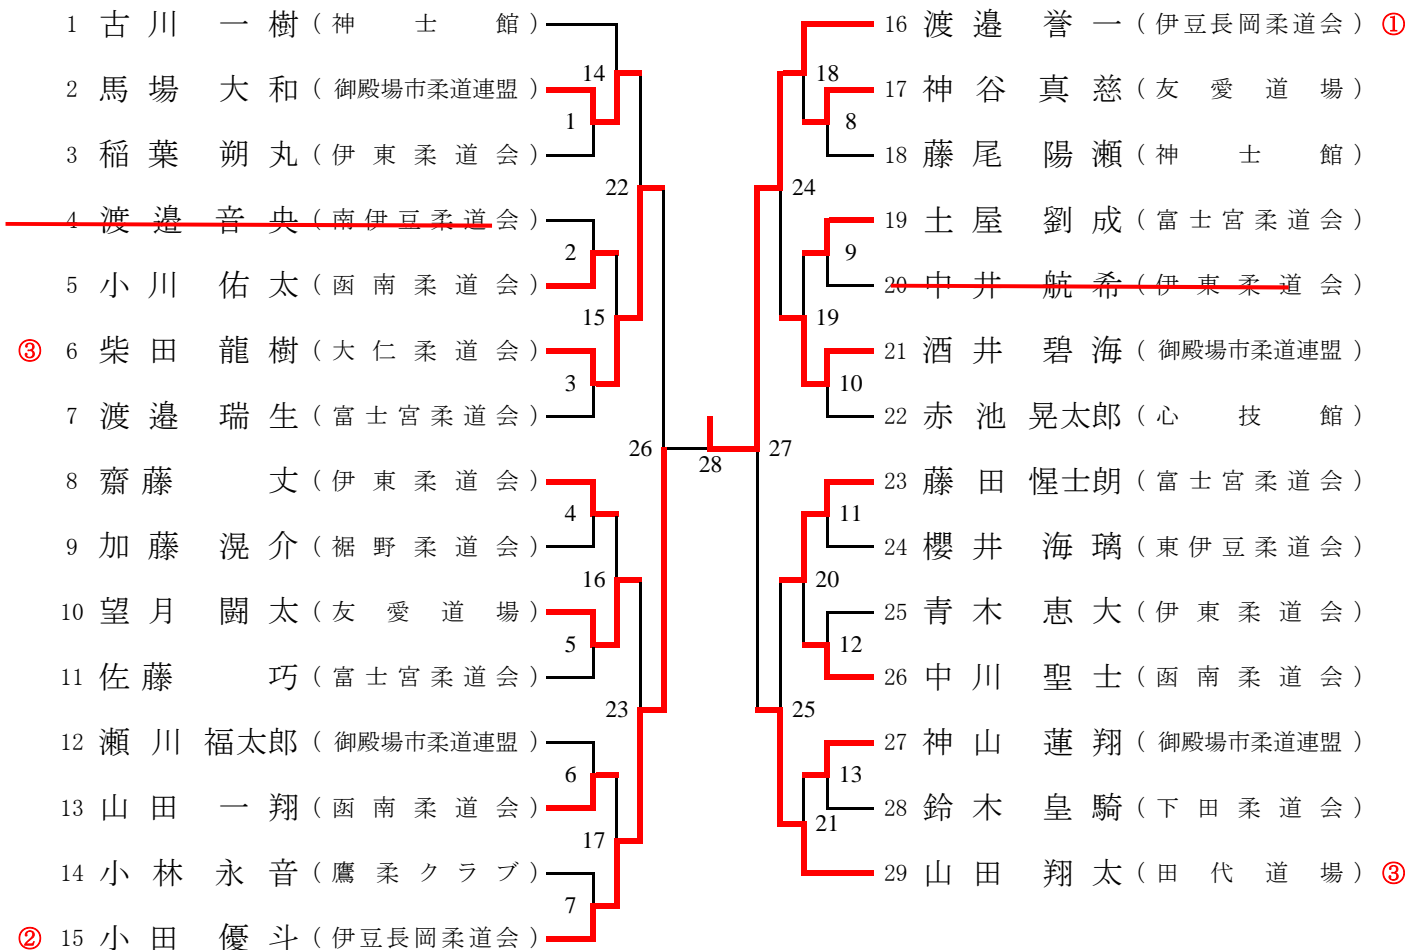 1 古川 一樹 (神士館)
14
2 馬場 大和 (御殿場市柔道連盟)
1
3 稲葉 朔丸 (伊東柔道会)
22
4 渡邉 音央 (南伊豆柔道会)
2
5 小川 佑太 (函南柔道会)
15
③ 6 柴田 龍樹 (大仁柔道会)
3
7 渡邉 瑞生 (富士宮柔道会)
26
28
8 齋藤 丈 (伊東柔道会)
4
9 加藤 滉介 (裾野柔道会)
16
10 望月 闘太 (友愛道場)
5
11 佐藤 巧 (富士宮柔道会)
23
12 瀬川 福太郎 (御殿場市柔道連盟)
6
13 山田 一翔 (函南柔道会)
17
14 小林 永音 (鷹柔クラブ)
7
② 15 小田 優斗 (伊豆長岡柔道会)
16 渡邉 誉一 (伊豆長岡柔道会) ①
18
17 神谷 真慈 (友愛道場)
8
18 藤尾 陽瀬 (神士館)
24
19 土屋 劉成 (富士宮柔道会)
9
20 中井 航希 (伊東柔道会)
19
21 酒井 碧海 (御殿場市柔道連盟)
10
22 赤池 晃太郎 (心技館)
27
23 藤田 惺士朗 (富士宮柔道会)
11
24 櫻井 海璃 (東伊豆柔道会)
20
25 青木 恵大 (伊東柔道会)
12
26 中川 聖士 (函南柔道会)
25
27 神山 蓮翔 (御殿場市柔道連盟)
13
28 鈴木 皇騎 (下田柔道会)
21
29 山田 翔太 (田代道場) ③